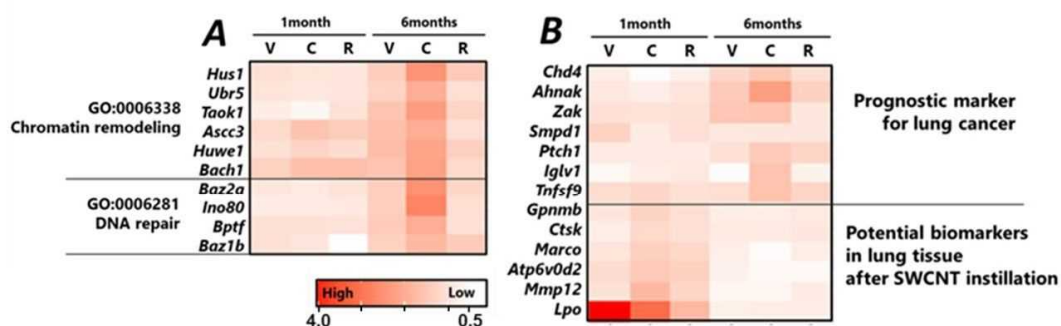 A
1month 6months
V C R V C R
Hus1
Ubr5
Taok1
Ascc3
Huwe1
Bach1
Baz2a
Ino80
Bptf
Baz1b
GO:0006338
Chromatin remodeling
GO:0006281
DNA repair
High Low
4.0 0.5
B
1month 6months
V C R V C R
Chd4
Ahnak
Zak
Smpd1
Ptch1
Iglv1
Tnfsf9
Gpnmb
Ctsk
Marco
Atp6v0d2
Mmp12
Lpo
Prognostic marker
for lung cancer
Potential biomarkers
in lung tissue
after SWCNT instillation